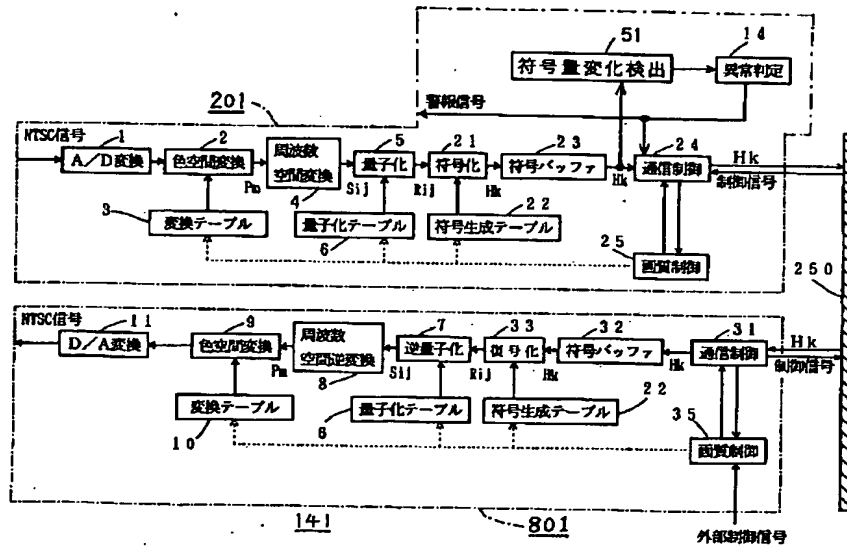 51
14
符号量変化検出
異常判定
201
警報信号
NTSC信号
1
2
周波数
空間変換
5
21
23
24
A/D変換
色空間変換
量子化
符号化
符号バッファ
通信制御
Hk
制御信号
Pm
4
Sij
Rij
Hk
Hk
3
変換テーブル
量子化テーブル
6
22
符号生成テーブル
25
画質制御
250
NTSC信号
11
9
周波数
空間逆変換
7
33
32
31
D/A変換
色空間変換
逆量子化
復号化
符号バッファ
通信制御
Hk
制御信号
Pm
8
Sij
Rij
Hk
Hk
変換テーブル
10
量子化テーブル
6
符号生成テーブル
22
35
画質制御
141
801
外部制御信号